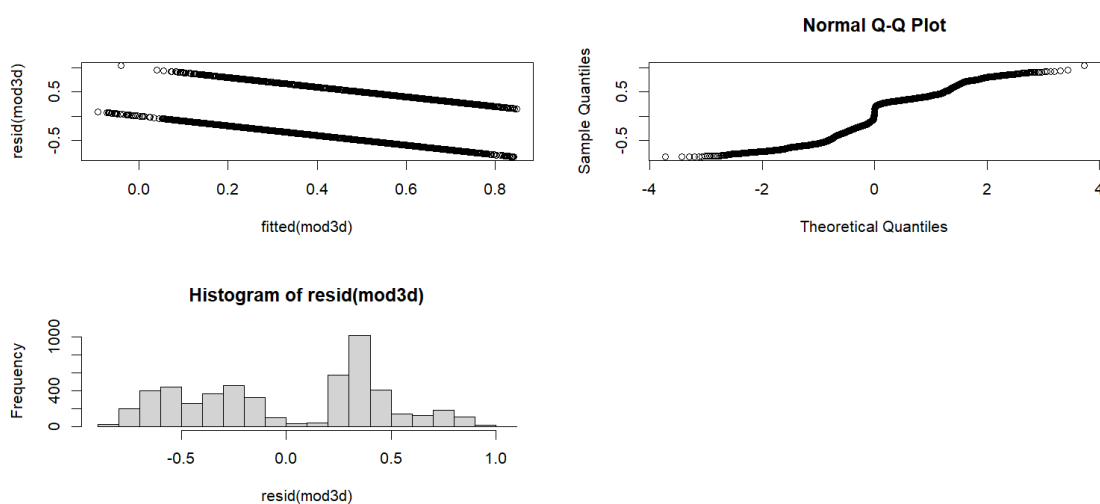 resid(mod3d)
-0.5 0.5
0.0 0.2 0.4 0.6 0.8
fitted(mod3d)
Normal Q-Q Plot
Sample Quantiles
-0.5 0.5
-4 -2 0 2 4
Theoretical Quantiles
Histogram of resid(mod3d)
Frequency
0 400 1000
-0.5 0.0 0.5 1.0
resid(mod3d)